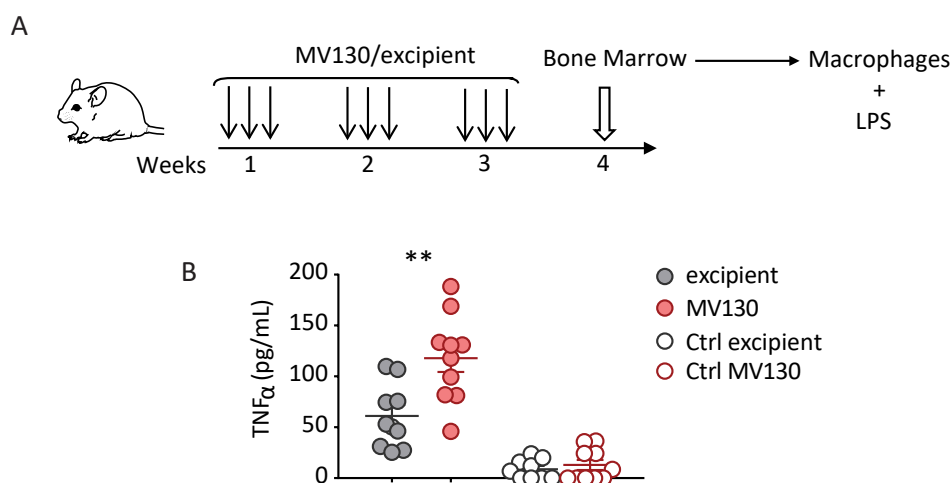 A
MV130/excipient
Bone Marrow
Macrophages
+
LPS
Weeks
1
2
3
4
B
**
200
150
100
50
0
TNFα (pg/mL)
excipient
MV130
Ctrl excipient
Ctrl MV130